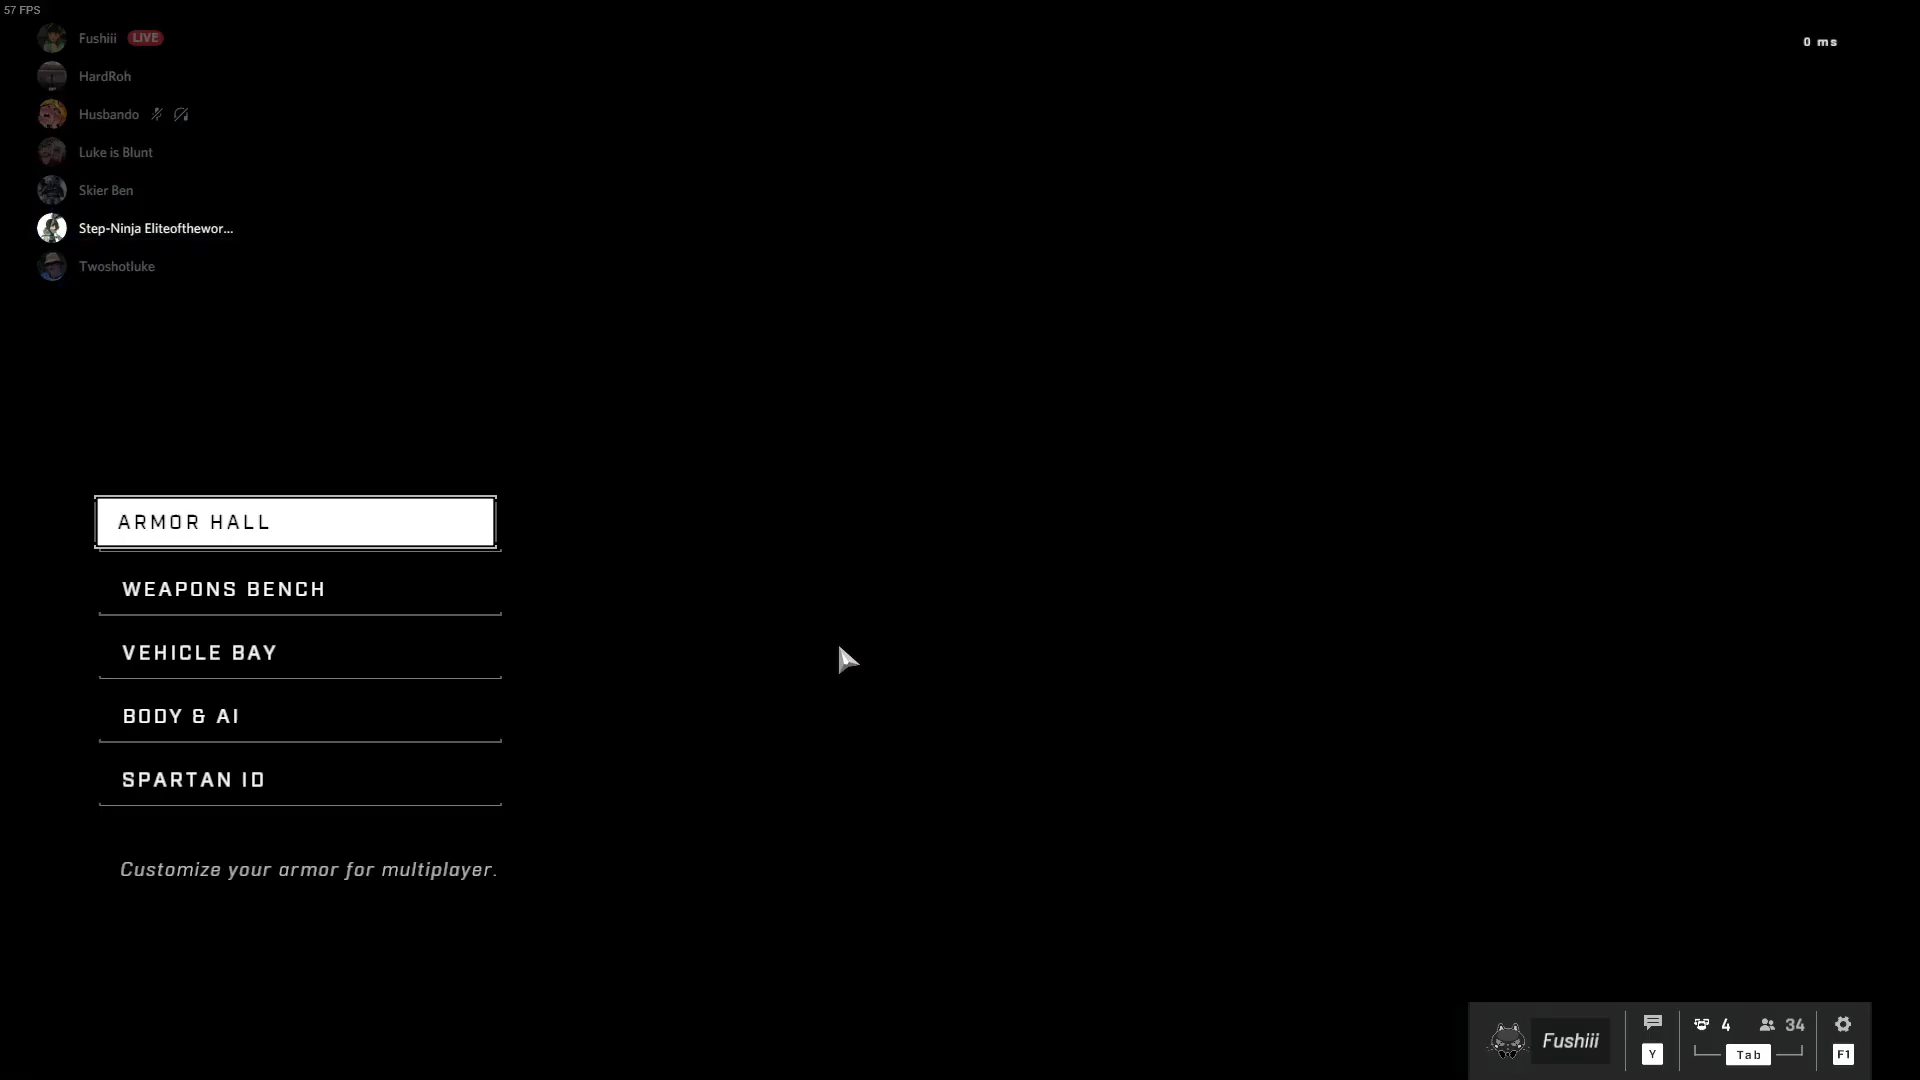 57 FPS
Fushiii LIVE
0 ms
HardRoh
Husbando
Luke is Blunt
Skier Ben
Step-Ninja Eliteofthewor...
Twoshotluke
ARMOR HALL
WEAPONS BENCH
VEHICLE BAY
BODY & AI
SPARTAN ID
Customize your armor for multiplayer.
Fushiii
4 34
Y Tab F1